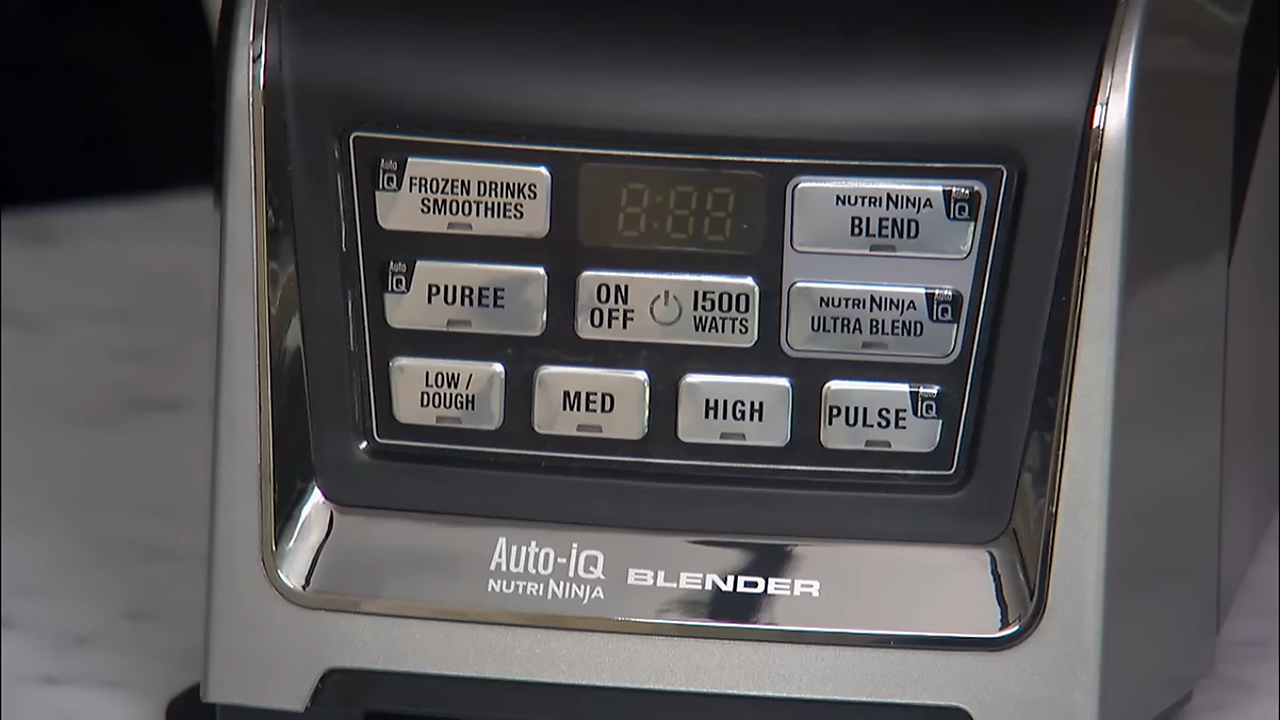 Auto
iQ
FROZEN DRINKS
SMOOTHIES
8:88
NUTRI NINJA
BLEND
Auto
iQ
Auto
iQ
PUREE
ON
OFF
1500
WATTS
NUTRI NINJA
ULTRA BLEND
Auto
iQ
LOW /
DOUGH
MED
HIGH
PULSE
Auto
iQ
Auto-iQ
NUTRI NINJA
BLENDER